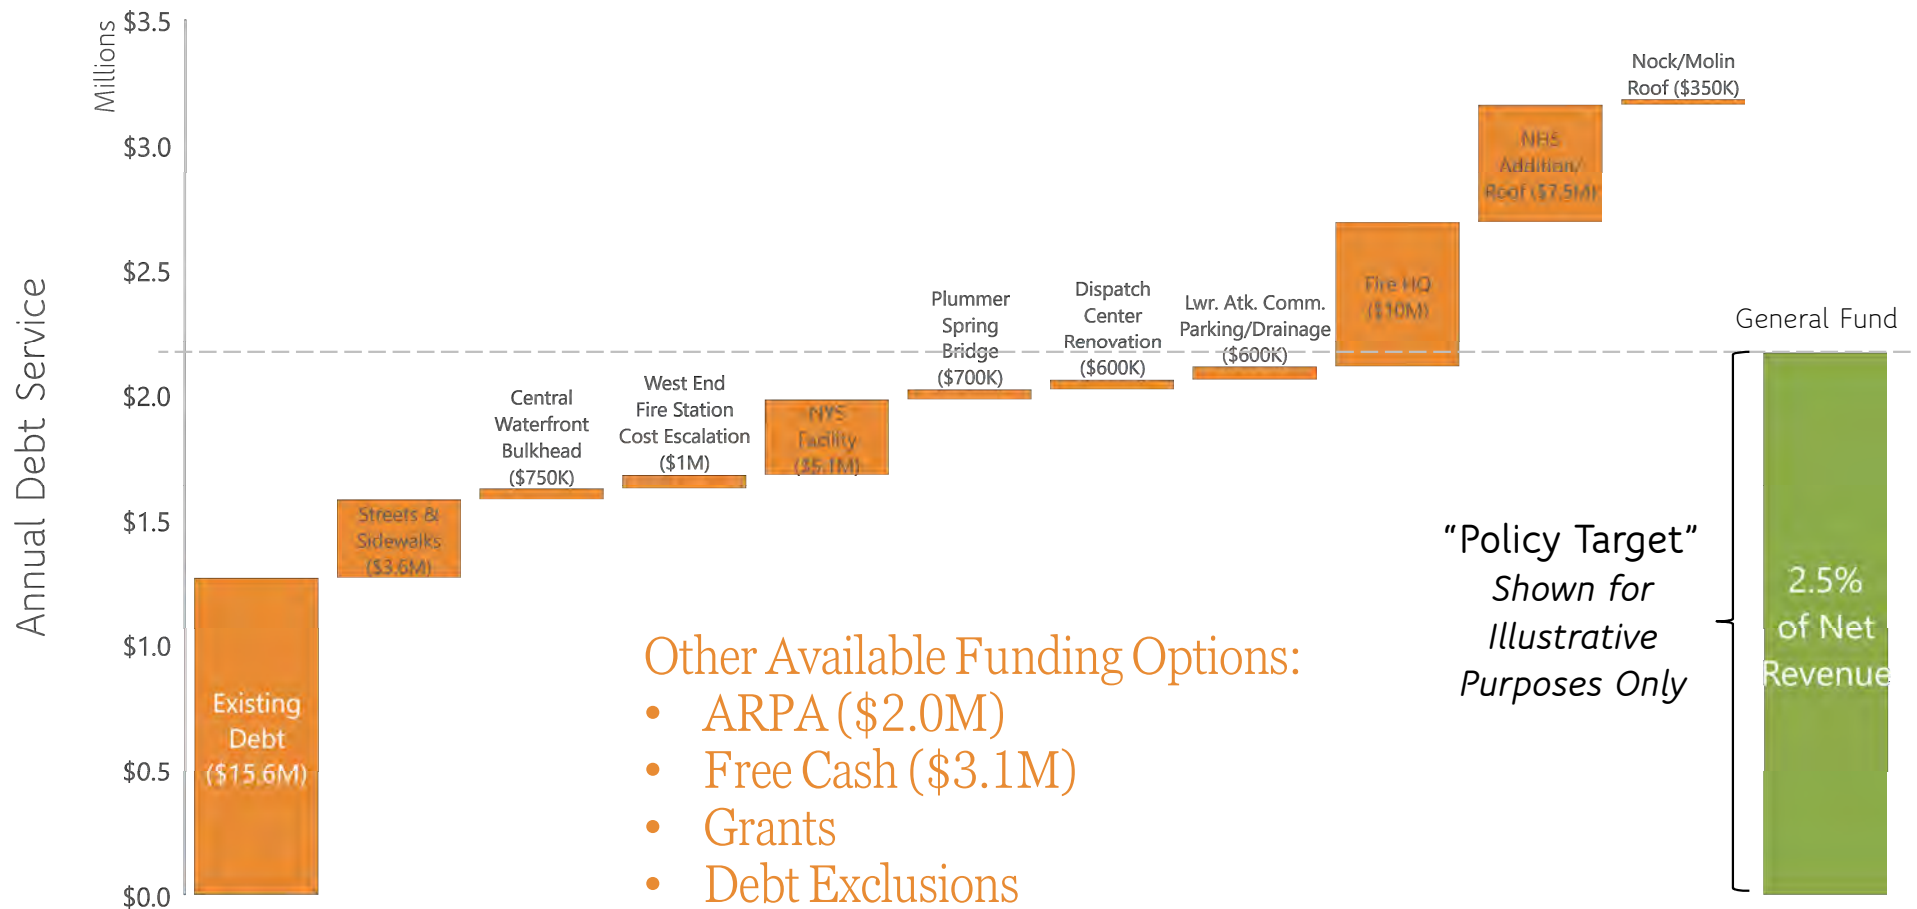 Annual Debt Service
Millions
$3.5
$3.0
$2.5
$2.0
$1.5
$1.0
$0.5
$0.0
Existing
Debt
($15.6M)
Streets &
Sidewalks
($3.6M)
Central
Waterfront
Bulkhead
($750K)
West End
Fire Station
Cost Escalation
($1M)
NYS
Facility
($5.1M)
Plummer
Spring
Bridge
($700K)
Dispatch
Center
Renovation
($600K)
Lwr. Atk. Comm.
Parking/Drainage
($600K)
Fire HQ
($10M)
NHS
Addition/
Roof ($7.5M)
Nock/Molin
Roof ($350K)
General Fund
2.5%
of Net
Revenue
“Policy Target”
Shown for
Illustrative
Purposes Only
Other Available Funding Options:
• ARPA ($2.0M)
• Free Cash ($3.1M)
• Grants
• Debt Exclusions